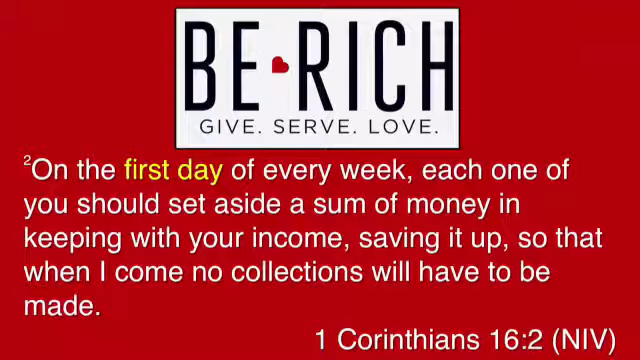 BE RICH
GIVE. SERVE. LOVE.
2On the first day of every week, each one of
you should set aside a sum of money in
keeping with your income, saving it up, so that
when I come no collections will have to be
made.
1 Corinthians 16:2 (NIV)